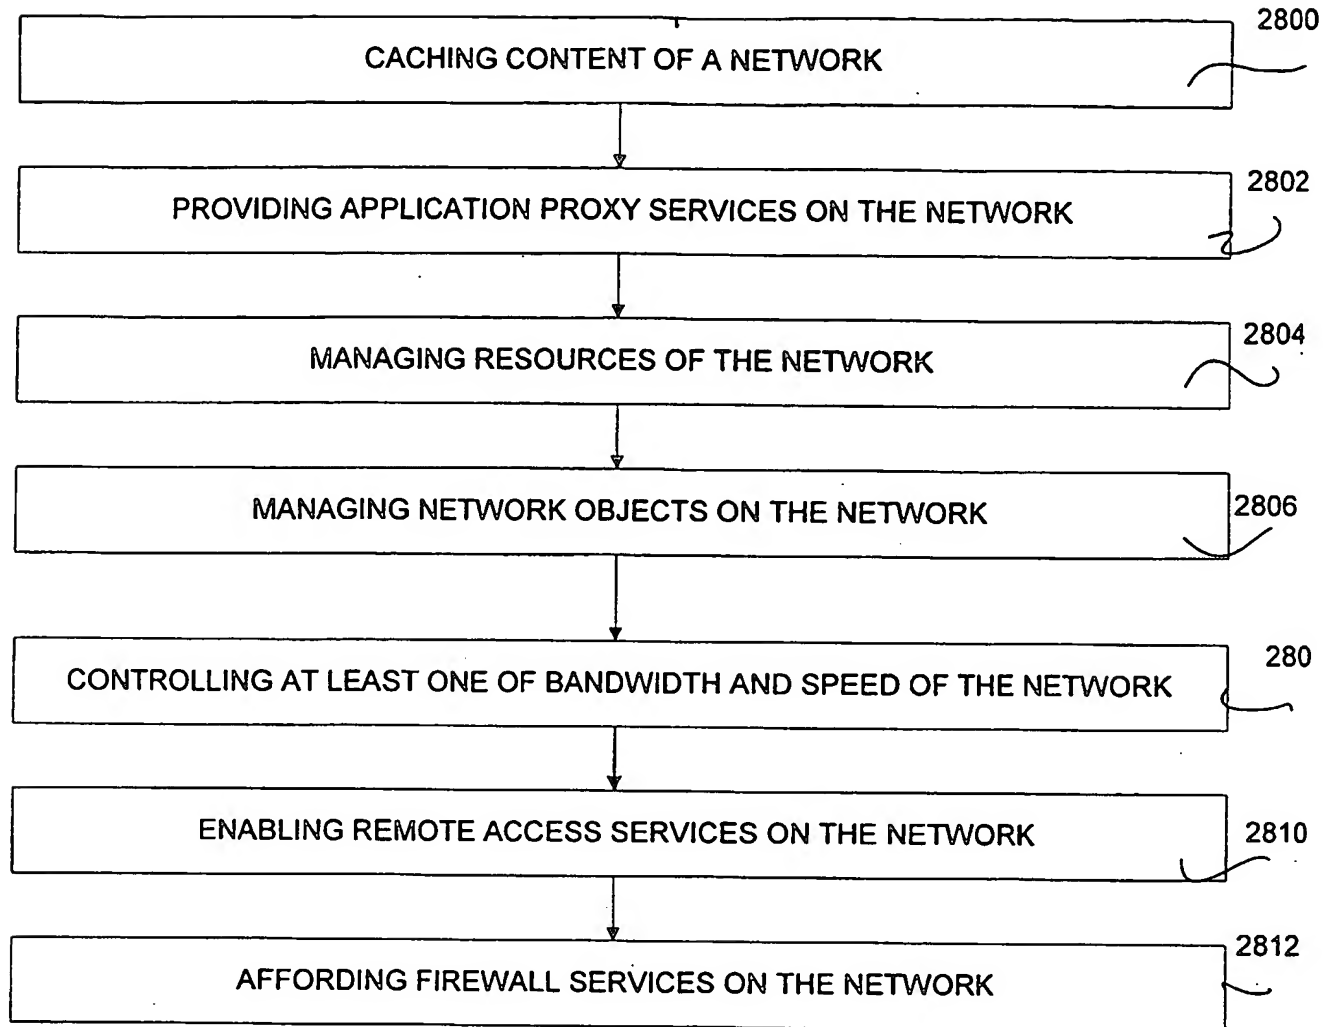 2800
CACHING CONTENT OF A NETWORK
2802
PROVIDING APPLICATION PROXY SERVICES ON THE NETWORK
2804
MANAGING RESOURCES OF THE NETWORK
2806
MANAGING NETWORK OBJECTS ON THE NETWORK
280
CONTROLLING AT LEAST ONE OF BANDWIDTH AND SPEED OF THE NETWORK
2810
ENABLING REMOTE ACCESS SERVICES ON THE NETWORK
2812
AFFORDING FIREWALL SERVICES ON THE NETWORK